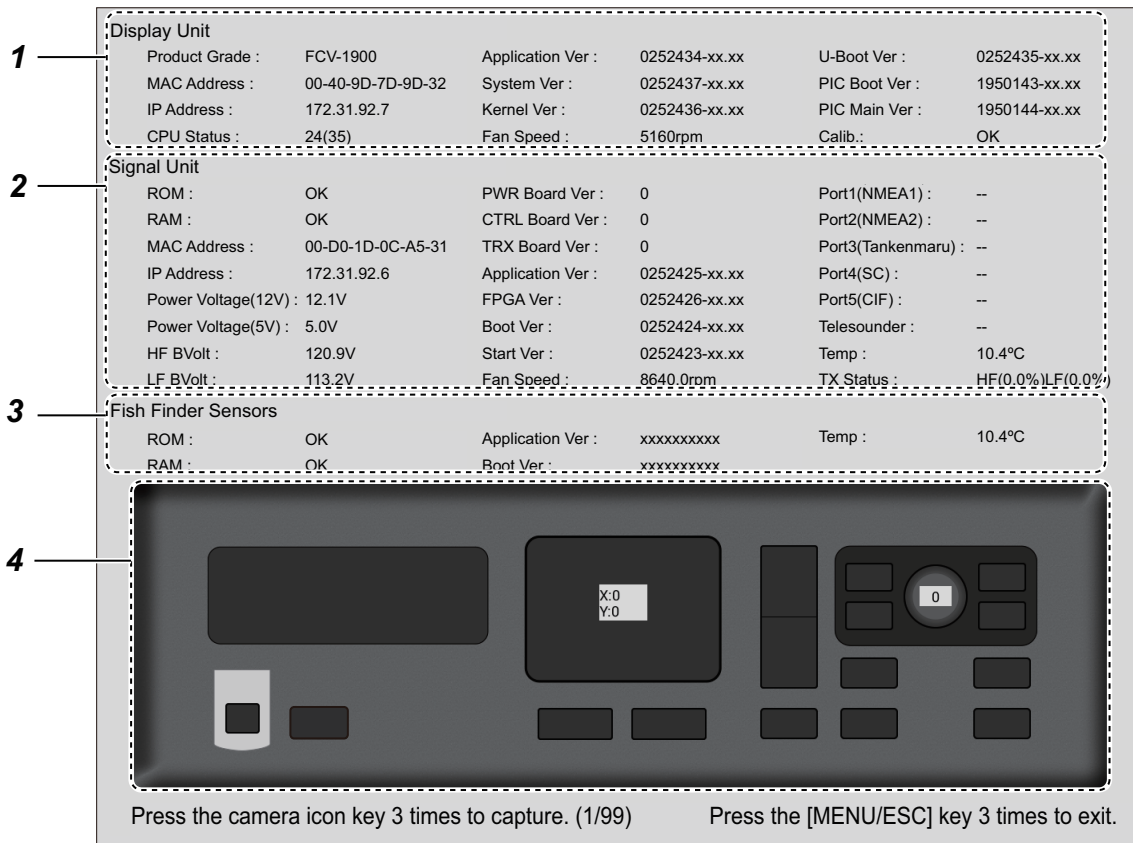 1
Display Unit
Product Grade : FCV-1900 Application Ver : 0252434-xx.xx U-Boot Ver : 0252435-xx.xx
MAC Address : 00-40-9D-7D-9D-32 System Ver : 0252437-xx.xx PIC Boot Ver : 1950143-xx.xx
IP Address : 172.31.92.7 Kernel Ver : 0252436-xx.xx PIC Main Ver : 1950144-xx.xx
CPU Status : 24(35) Fan Speed : 5160rpm Calib.: OK
2
Signal Unit
ROM : OK PWR Board Ver : 0 Port1(NMEA1) : --
RAM : OK CTRL Board Ver : 0 Port2(NMEA2) : --
MAC Address : 00-D0-1D-0C-A5-31 TRX Board Ver : 0 Port3(Tankenmaru) : --
IP Address : 172.31.92.6 Application Ver : 0252425-xx.xx Port4(SC) : --
Power Voltage(12V) : 12.1V FPGA Ver : 0252426-xx.xx Port5(CIF) : --
Power Voltage(5V) : 5.0V Boot Ver : 0252424-xx.xx Telesounder : --
HF BVolt : 120.9V Start Ver : 0252423-xx.xx Temp : 10.4ºC
LF BVolt : 113.2V Fan Speed : 8640.0rpm TX Status : HF(0.0%)LF(0.0%)
3
Fish Finder Sensors
ROM : OK Application Ver : xxxxxxxxxx Temp : 10.4ºC
RAM : OK Boot Ver : xxxxxxxxxx
4
X:0
Y:0
0
Press the camera icon key 3 times to capture. (1/99) Press the [MENU/ESC] key 3 times to exit.